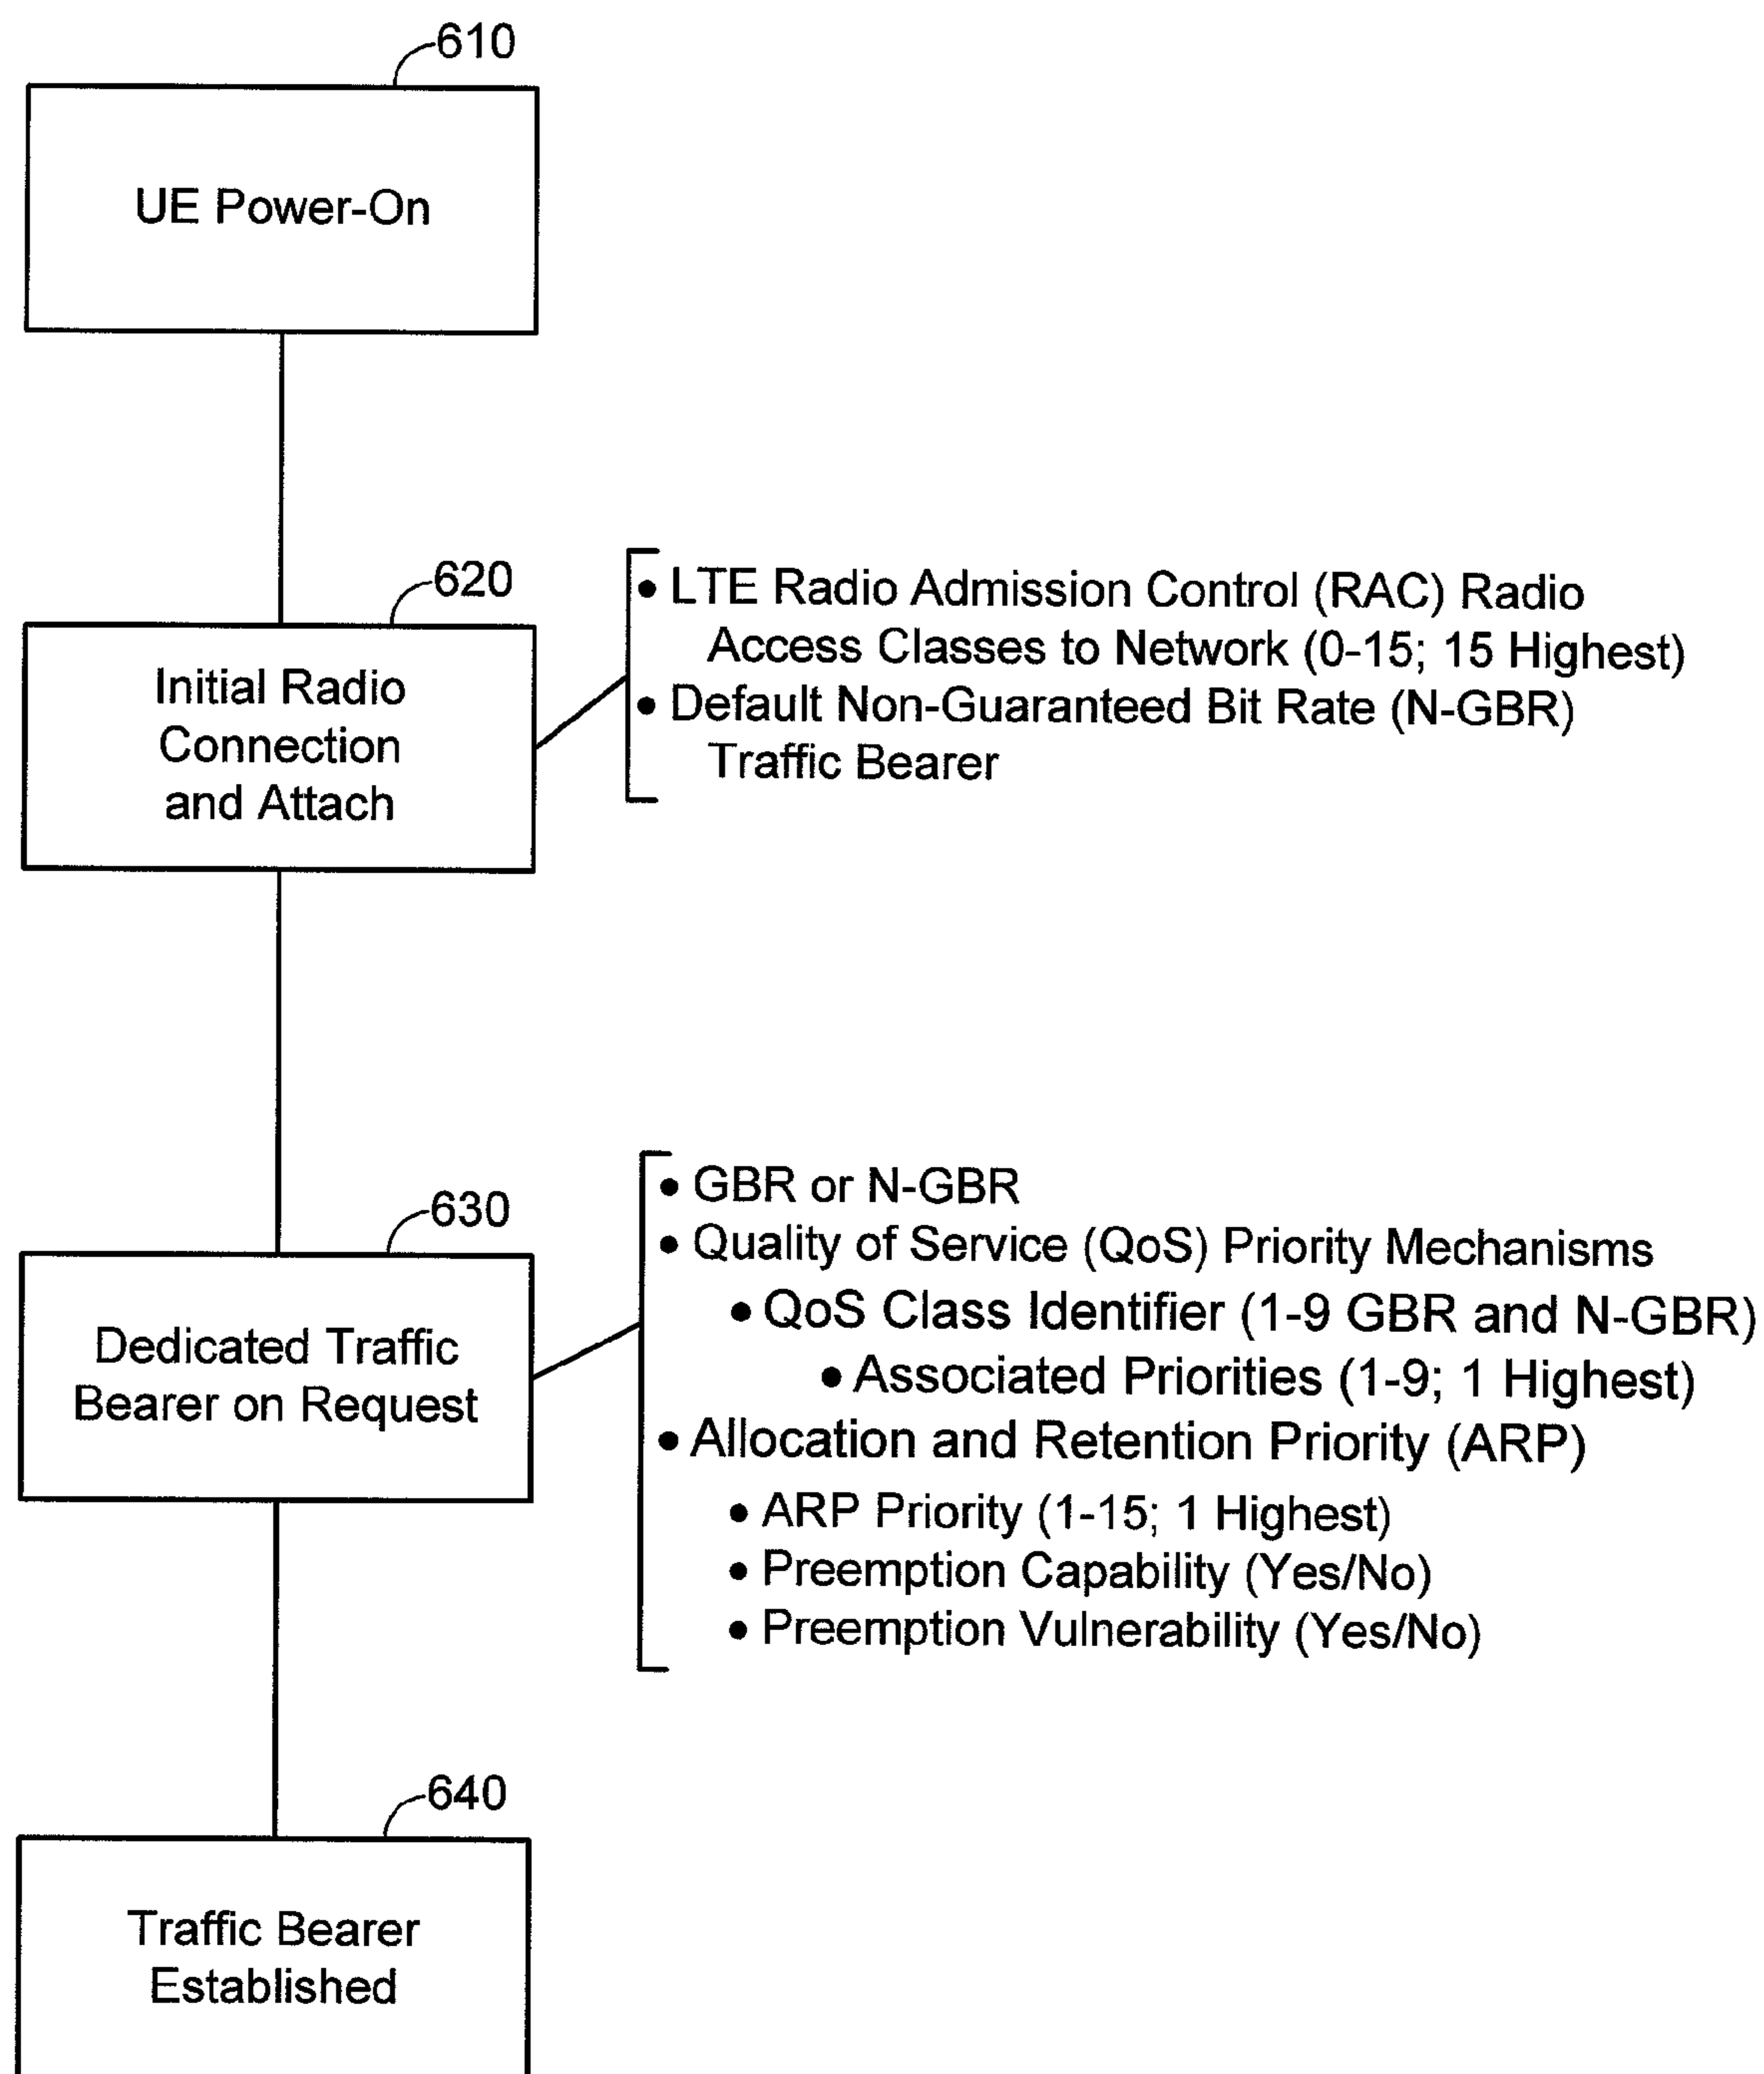 610
UE Power-On
620
Initial Radio
Connection
and Attach
• LTE Radio Admission Control (RAC) Radio
Access Classes to Network (0-15; 15 Highest)
• Default Non-Guaranteed Bit Rate (N-GBR)
Traffic Bearer
630
Dedicated Traffic
Bearer on Request
• GBR or N-GBR
• Quality of Service (QoS) Priority Mechanisms
• QoS Class Identifier (1-9 GBR and N-GBR)
• Associated Priorities (1-9; 1 Highest)
• Allocation and Retention Priority (ARP)
• ARP Priority (1-15; 1 Highest)
• Preemption Capability (Yes/No)
• Preemption Vulnerability (Yes/No)
640
Traffic Bearer
Established